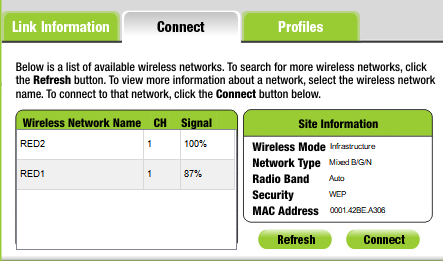 Link Information
Connect
Profiles
Below is a list of available wireless networks. To search for more wireless networks, click
the Refresh button. To view more information about a network, select the wireless network
name. To connect to that network, click the Connect button below.
Wireless Network Name CH Signal
RED2 1 100%
RED1 1 87%
Site Information
Wireless Mode Infrastructure
Network Type Mixed B/G/N
Radio Band Auto
Security WEP
MAC Address 0001.42BE.A306
Refresh
Connect